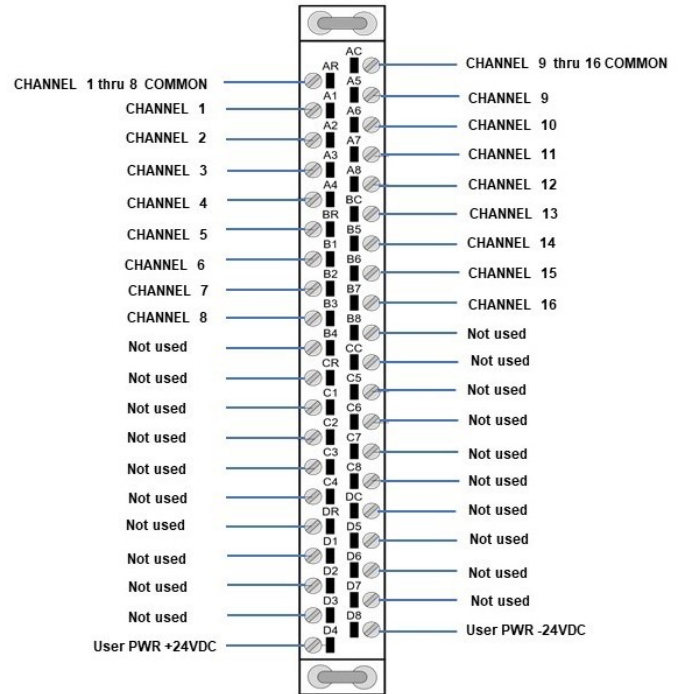 AC
CHANNEL 9 thru 16 COMMON
AR
CHANNEL 1 thru 8 COMMON
A5
A1
CHANNEL 9
CHANNEL 1
A6
A2
CHANNEL 10
CHANNEL 2
A7
A3
CHANNEL 11
CHANNEL 3
A8
A4
CHANNEL 12
CHANNEL 4
BC
BR
CHANNEL 13
CHANNEL 5
B5
B1
CHANNEL 14
CHANNEL 6
B6
B2
CHANNEL 15
CHANNEL 7
B7
B3
CHANNEL 16
CHANNEL 8
B8
B4
Not used
Not used
CC
CR
Not used
Not used
C5
C1
Not used
Not used
C6
C2
Not used
Not used
C7
C3
Not used
Not used
C8
C4
Not used
Not used
DC
DR
Not used
Not used
D5
D1
Not used
Not used
D6
D2
Not used
Not used
D7
D3
Not used
Not used
D8
D4
User PWR -24VDC
User PWR +24VDC